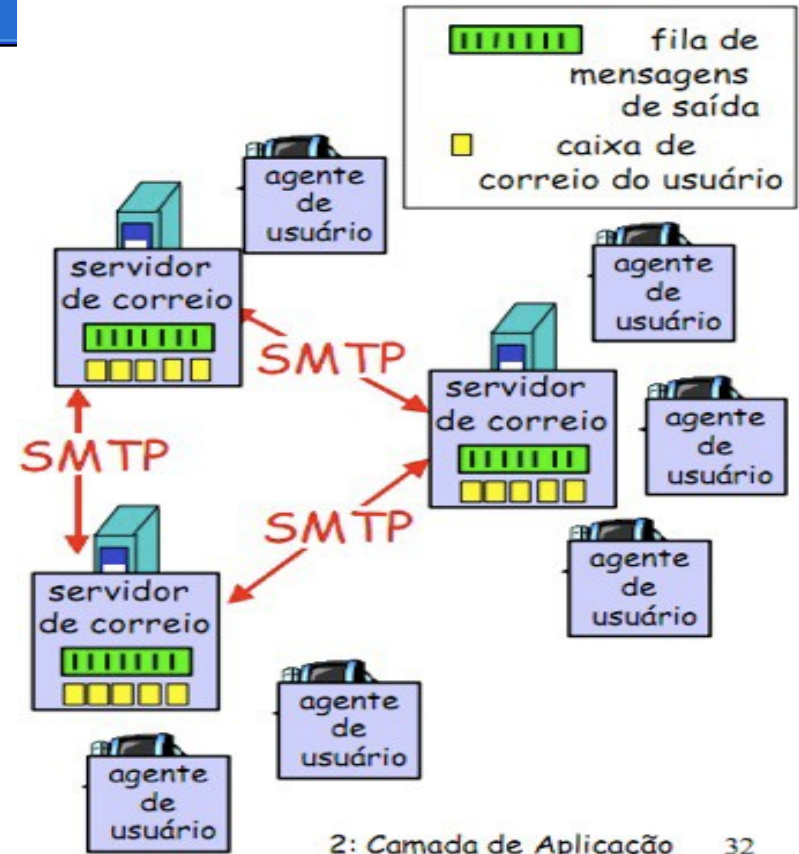 fila de
mensagens
de saída
caixa de
correio do usuário
agente
de
usuário
servidor
de correio
SMTP
agente
de
usuário
servidor
de correio
agente
de
usuário
SMTP
SMTP
agente
de
usuário
servidor
de correio
agente
de
usuário
agente
de
usuário
2: Camada de Aplicação 32